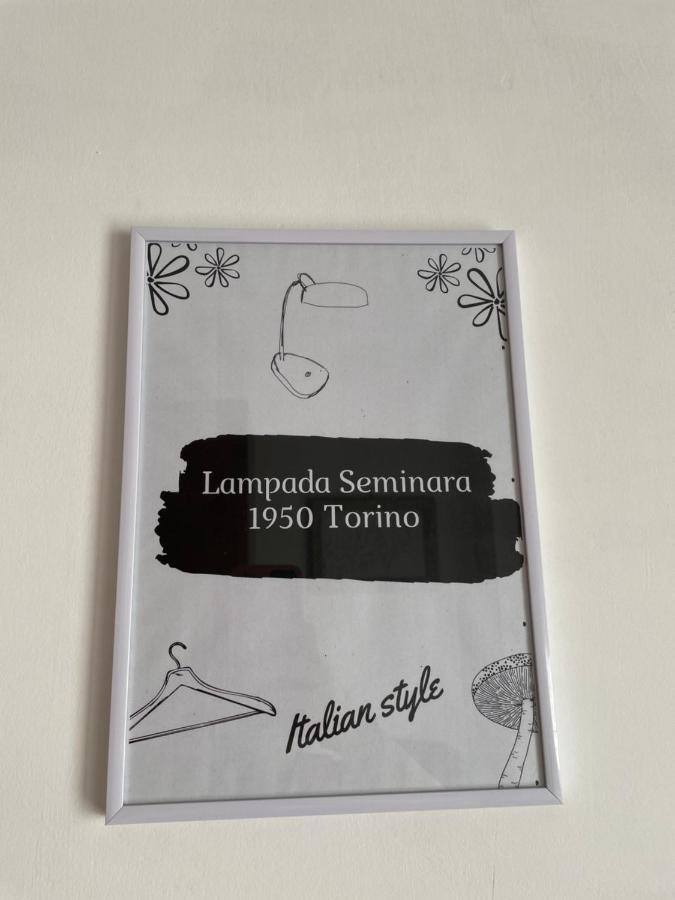 Lampada Seminara
1950 Torino
Italian style